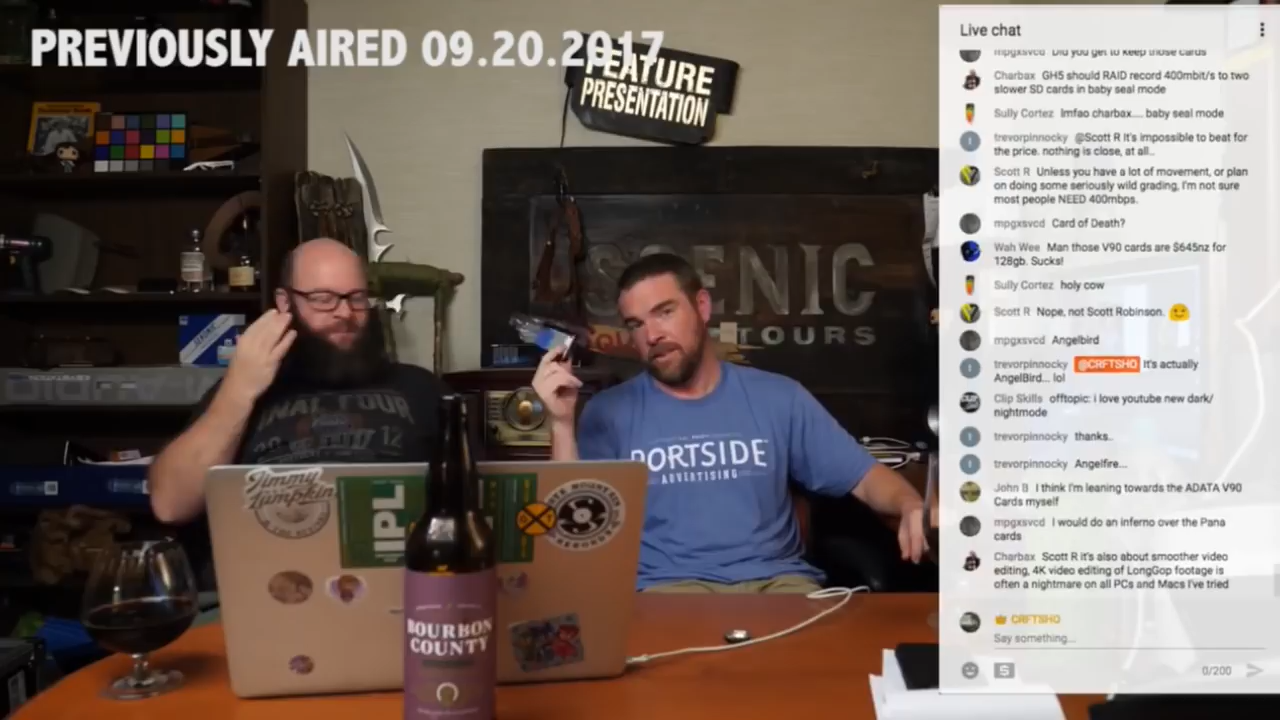 PREVIOUSLY AIRED 09.20.2017
FEATURE
PRESENTATION
SCENIC
TOURS
PORTSIDE
ADVERTISING
Jimmy
Lumpkin
HPL
RECORDS
BOURBON
COUNTY
Live chat
mpgxsvcd Did you get to keep those cards
Charbax GH5 should RAID record 400mbit/s to two
slower SD cards in baby seal mode
Sully Cortez lmfao charbax.... baby seal mode
trevorpinnocky @Scott R It's impossible to beat for
the price. nothing is close, at all..
Scott R Unless you have a lot of movement, or plan
on doing some seriously wild grading, I'm not sure
most people NEED 400mbps.
mpgxsvcd Card of Death?
Wah Wee Man those V90 cards are $645nz for
128gb. Sucks!
Sully Cortez holy cow
Scott R Nope, not Scott Robinson. 😉
mpgxsvcd Angelbird
trevorpinnocky @CRFTSHO It's actually
AngelBird... lol
Clip Skills offtopic: i love youtube new dark/
nightmode
trevorpinnocky thanks..
trevorpinnocky Angelfire...
John B I think I'm leaning towards the ADATA V90
Cards myself
mpgxsvcd I would do an inferno over the Pana
cards
Charbax Scott R it's also about smoother video
editing, 4K video editing of LongGop footage is
often a nightmare on all PCs and Macs I've tried
CRFTSHO
Say something...
0/200